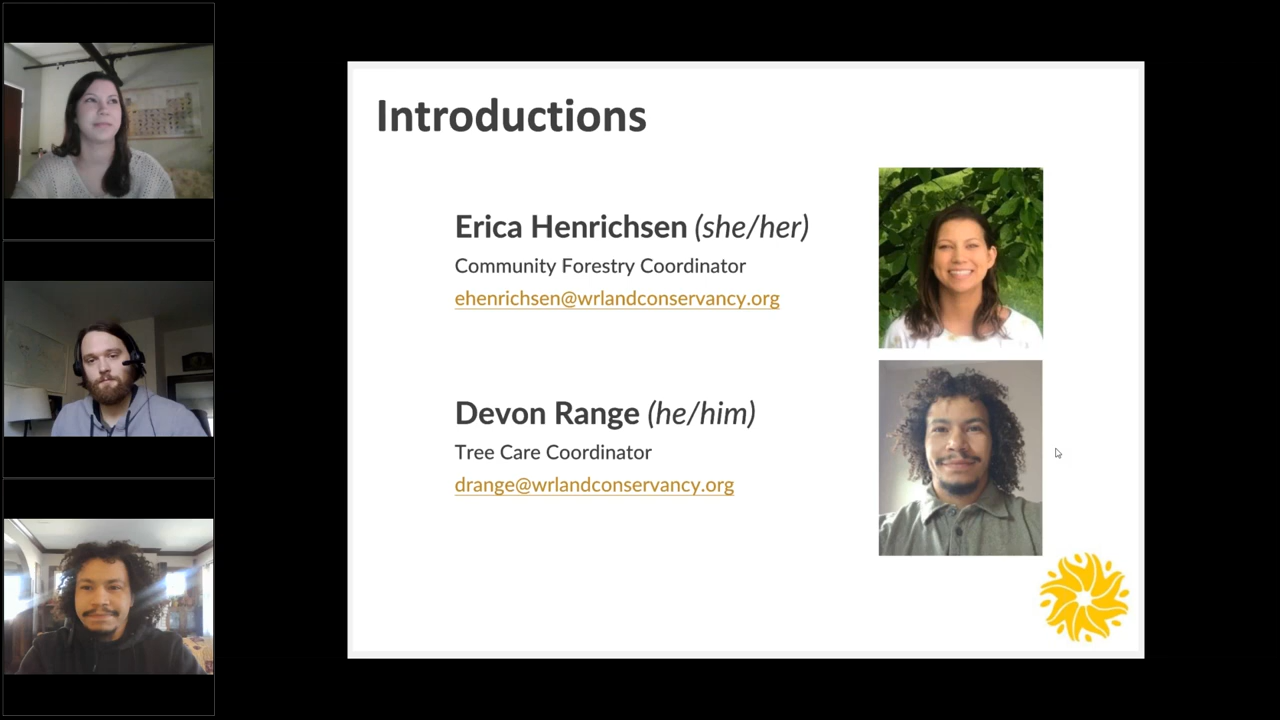 Introductions
Erica Henrichsen (she/her)
Community Forestry Coordinator
ehenrichsen@wrlandconservancy.org
Devon Range (he/him)
Tree Care Coordinator
drange@wrlandconservancy.org